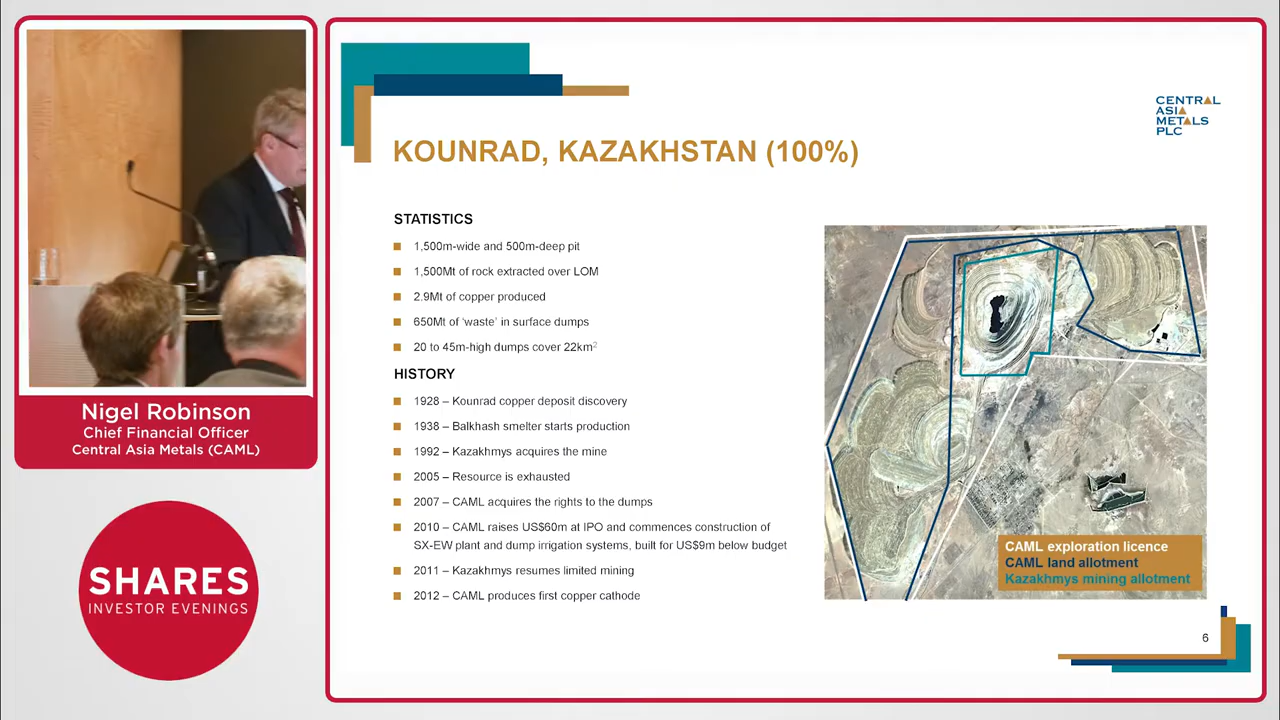 Nigel Robinson
Chief Financial Officer
Central Asia Metals (CAML)
SHARES
INVESTOR EVENINGS
CENTRAL
ASIA
METALS
PLC
KOUNRAD, KAZAKHSTAN (100%)
STATISTICS
1,500m-wide and 500m-deep pit
1,500Mt of rock extracted over LOM
2.9Mt of copper produced
650Mt of ‘waste’ in surface dumps
20 to 45m-high dumps cover 22km²
HISTORY
1928 – Kounrad copper deposit discovery
1938 – Balkhash smelter starts production
1992 – Kazakhmys acquires the mine
2005 – Resource is exhausted
2007 – CAML acquires the rights to the dumps
2010 – CAML raises US$60m at IPO and commences construction of
SX-EW plant and dump irrigation systems, built for US$9m below budget
2011 – Kazakhmys resumes limited mining
2012 – CAML produces first copper cathode
CAML exploration licence
CAML land allotment
Kazakhmys mining allotment
6